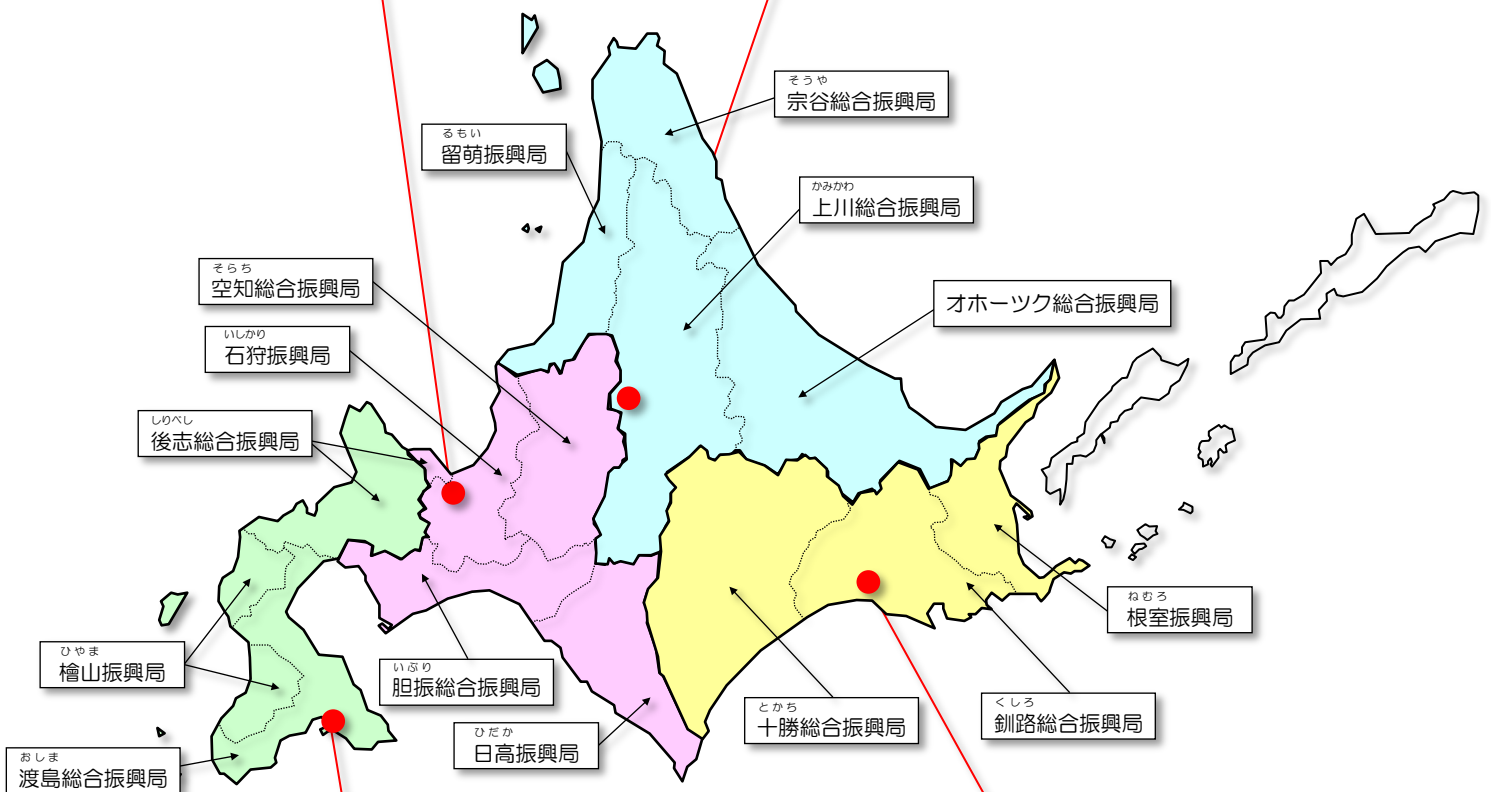 そうや
宗谷総合振興局
るもい
留萌振興局
かみかわ
上川総合振興局
そらち
空知総合振興局
オホーツク総合振興局
いしかり
石狩振興局
しりべし
後志総合振興局
ねむろ
根室振興局
ひやま
檜山振興局
いぶり
胆振総合振興局
くしろ
釧路総合振興局
とかち
十勝総合振興局
ひだか
日高振興局
おしま
渡島総合振興局